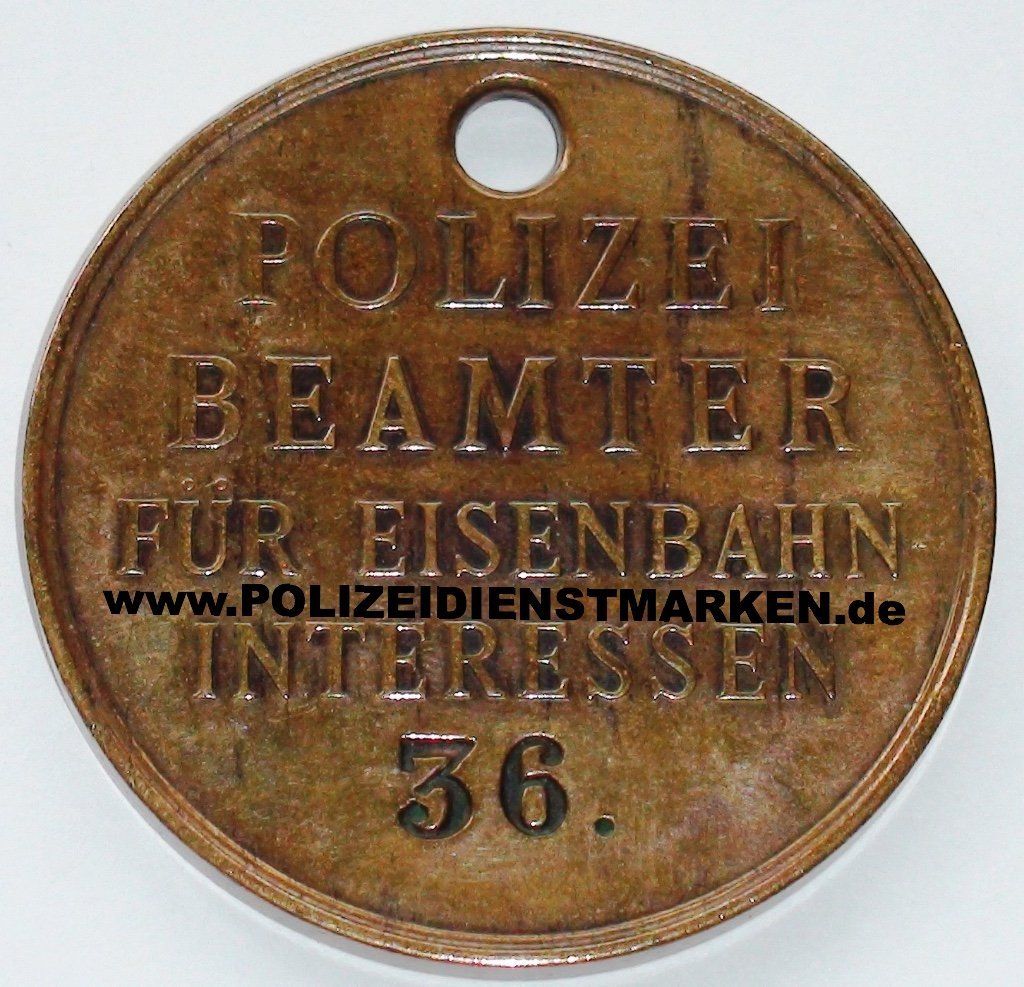 POLIZEI
BEAMTER
FÜR EISENBAHN
www.POLIZEIDIENSTMARKEN.de
INTERESSEN
36.